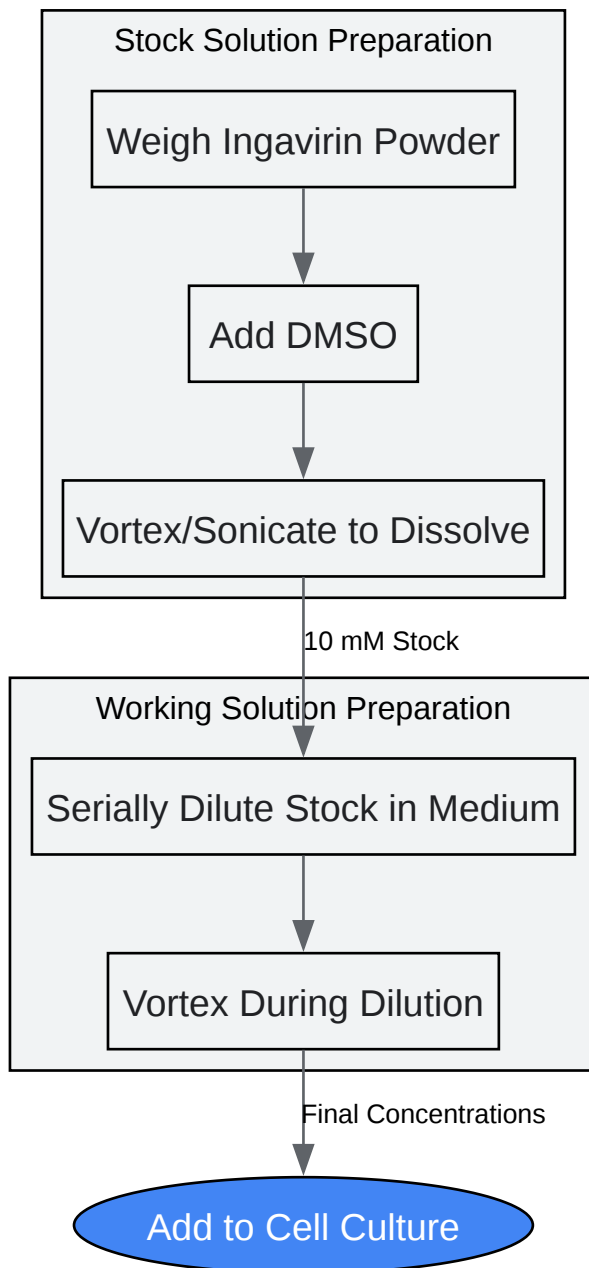 Stock Solution Preparation
Weigh Ingavirin Powder
Add DMSO
Vortex/Sonicate to Dissolve
10 mM Stock
Working Solution Preparation
Serially Dilute Stock in Medium
Vortex During Dilution
Final Concentrations
Add to Cell Culture